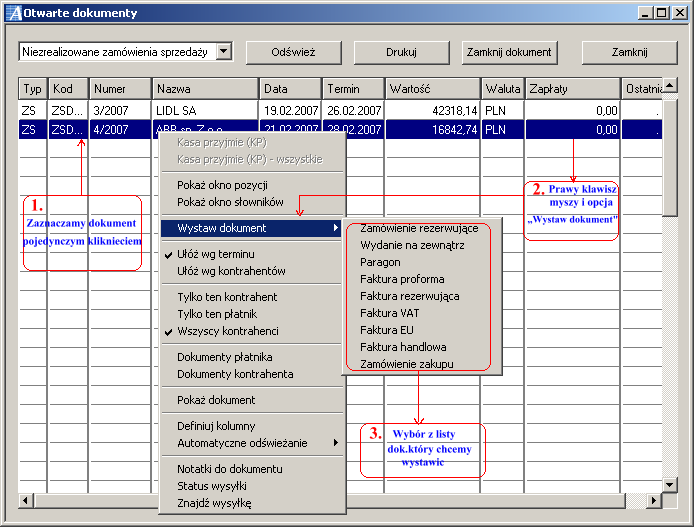 Otwarte dokumenty
Niezrealizowane zamówienia sprzedaży
Odśwież
Drukuj
Zamknij dokument
Zamknij
Typ Kod Numer Nazwa Data Termin Wartość Waluta Zapłaty Ostatnia
ZS ZSD... 3/2007 LIDL SA 19.02.2007 26.02.2007 42318,14 PLN 0,00 .
ZS ZSD... 4/2007 ABB sp. Z o.o. 21.02.2007 28.02.2007 16842,74 PLN 0,00 .
1.
Zaznaczamy dokument
pojedynczym kliknieciem
2. Prawy klawisz
myszy i opcja
„Wystaw dokument"
Kasa przyjmie (KP)
Kasa przyjmie (KP) - wszystkie
Pokaż okno pozycji
Pokaż okno słowników
Wystaw dokument
Ułóż wg terminu
Ułóż wg kontrahentów
Tylko ten kontrahent
Tylko ten płatnik
Wszyscy kontrahenci
Dokumenty płatnika
Dokumenty kontrahenta
Pokaż dokument
Definiuj kolumny
Automatyczne odświeżanie
Notatki do dokumentu
Status wysyłki
Znajdź wysyłkę
Zamówienie rezerwujące
Wydanie na zewnątrz
Paragon
Faktura proforma
Faktura rezerwująca
Faktura VAT
Faktura EU
Faktura handlowa
Zamówienie zakupu
3. Wybór z listy
dok.który chcemy
wystawic